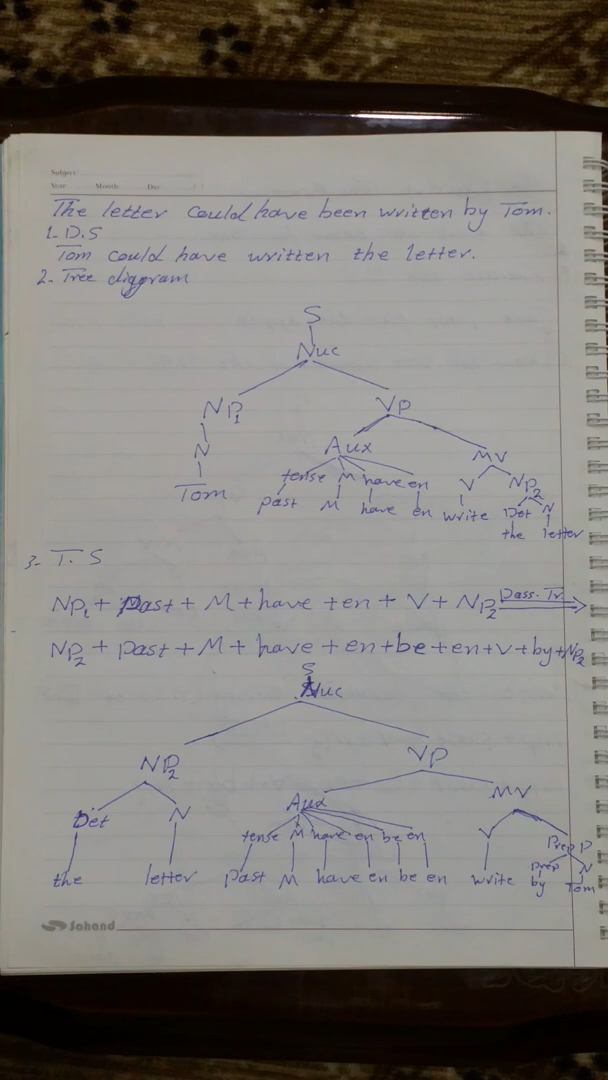 Subject:
Year: Month: Day:
The letter could have been written by Tom.
1. D.S
Tom could have written the letter.
2- Tree diggram
S
Nuc
NP1 VP
N Aux MV
tense M have en V NP2
Tom past M have en write Det N
the letter
3- T. S
NP1 + past + M + have + en + V + NP2 Pass. Tr.
NP2 + past + M + have + en + be + en + V + by + NP2
S
Nuc
NP2 VP
Det N Aux MV
tense M have en be en V Prep P
Prep N
the letter past M have en be en write by Tom
Sahand